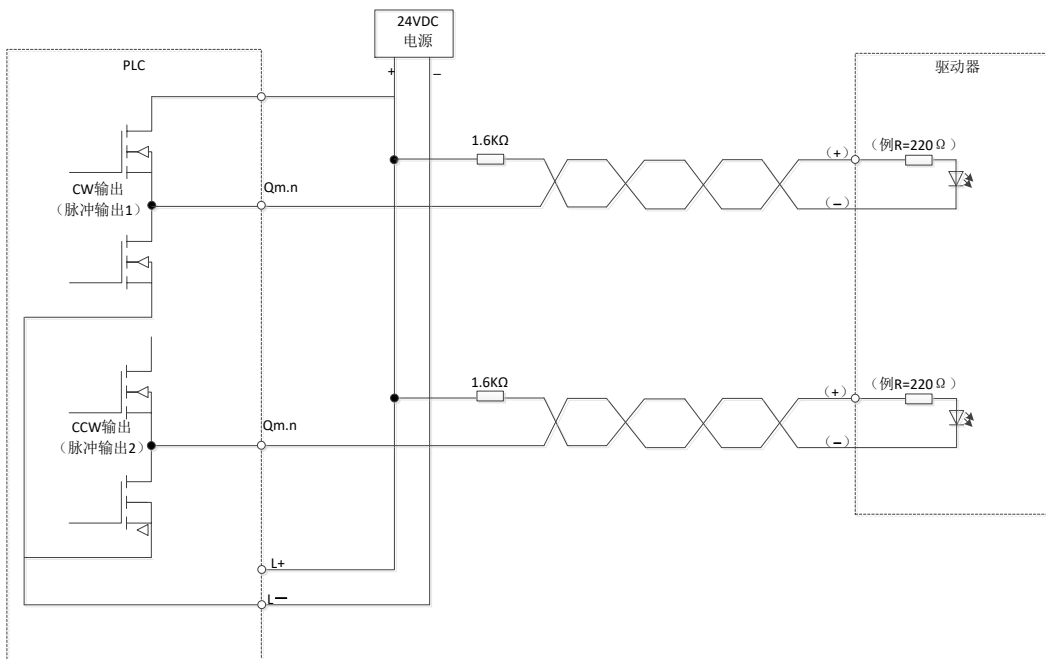 24VDC
电源
PLC
驱动器
+
−
1.6KΩ
(+)
（例R=220Ω）
CW输出
（脉冲输出1）
Qm.n
(−)
1.6KΩ
(+)
（例R=220Ω）
CCW输出
（脉冲输出2）
Qm.n
(−)
L+
L−